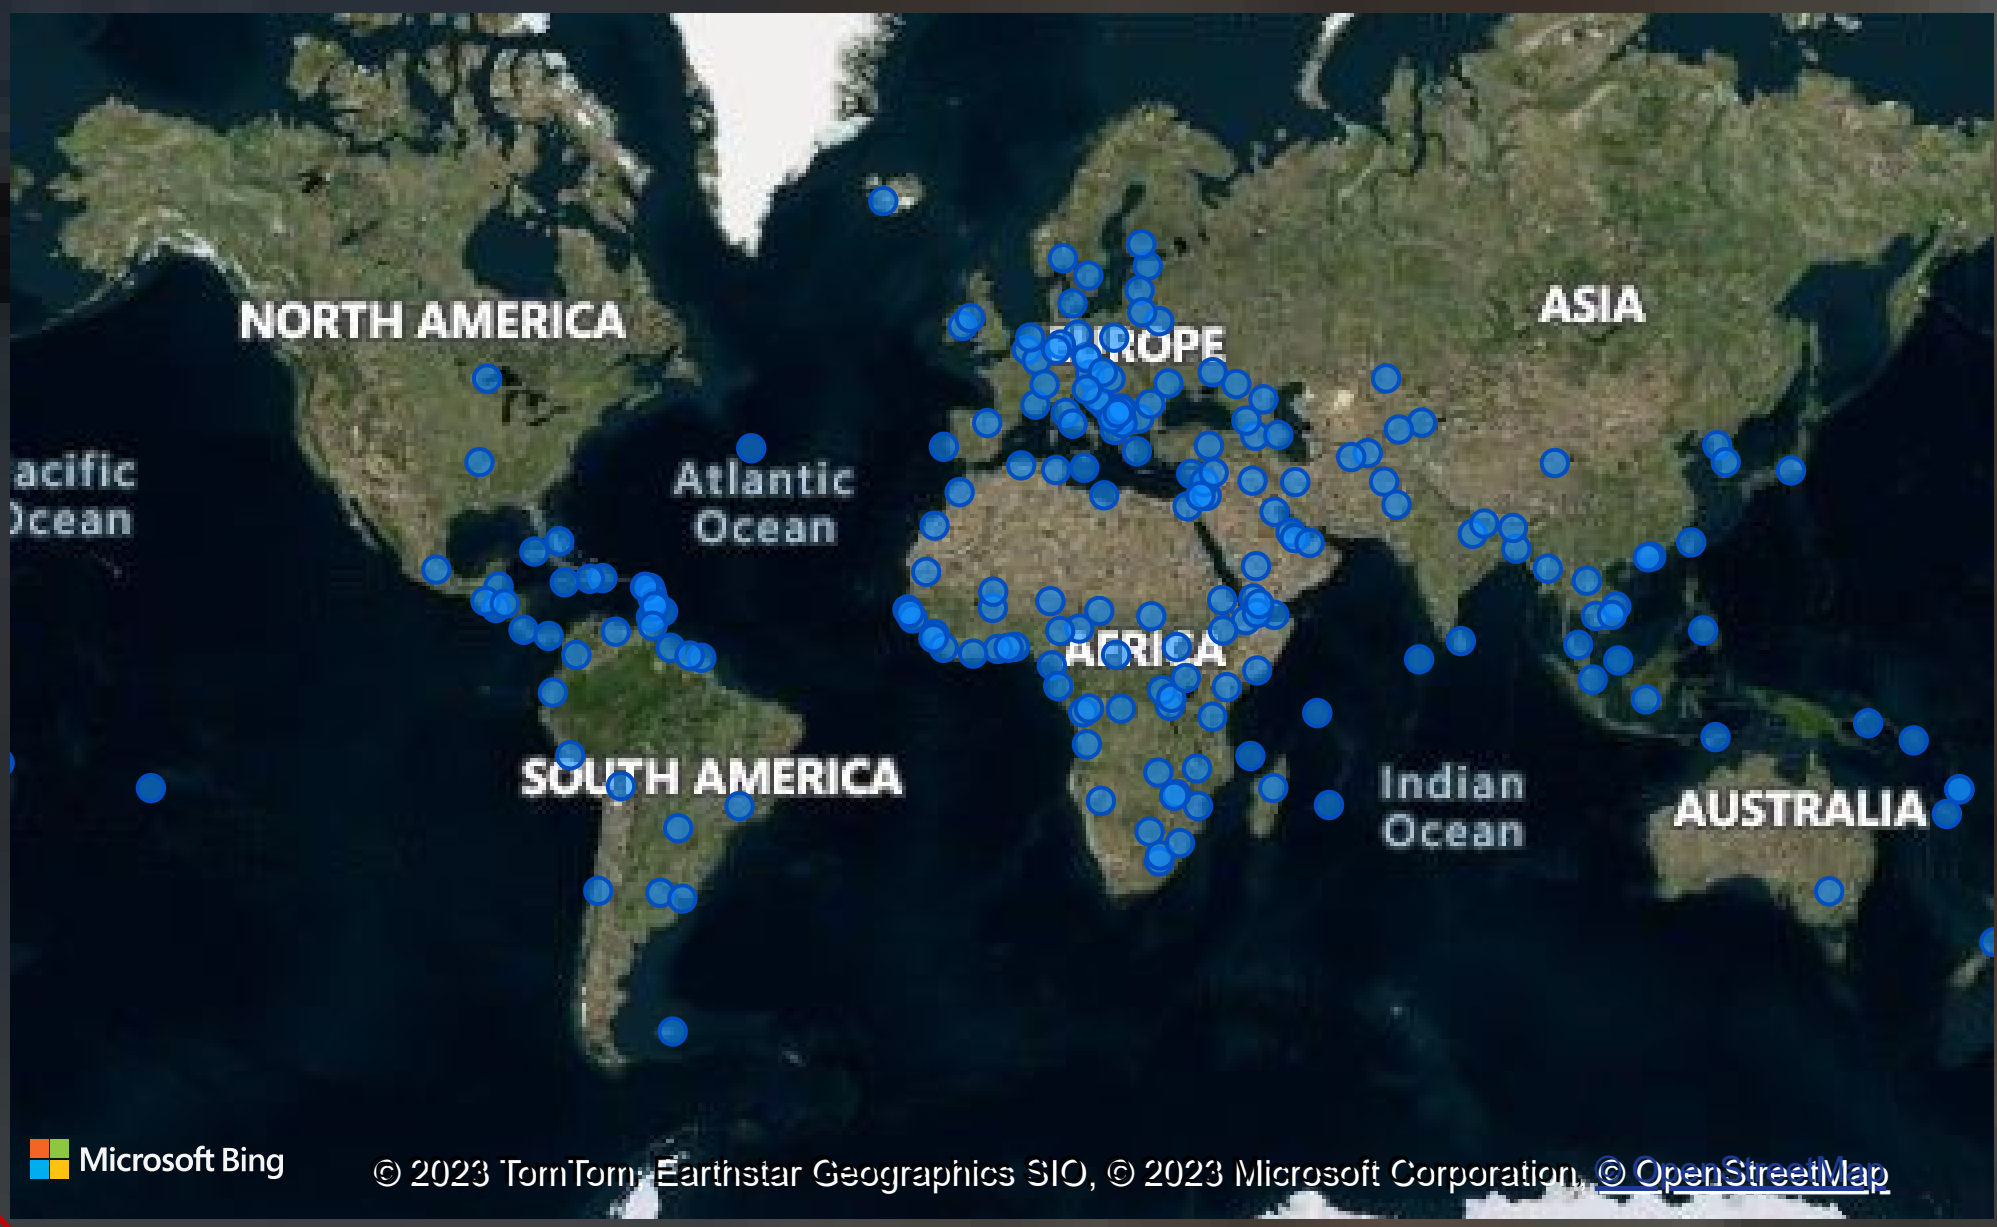 NORTH AMERICA
ASIA
EUROPE
acific
Ocean
Atlantic
Ocean
AFRICA
SOUTH AMERICA
Indian
Ocean
AUSTRALIA
Microsoft Bing
© 2023 TomTom, Earthstar Geographics SIO, © 2023 Microsoft Corporation, © OpenStreetMap